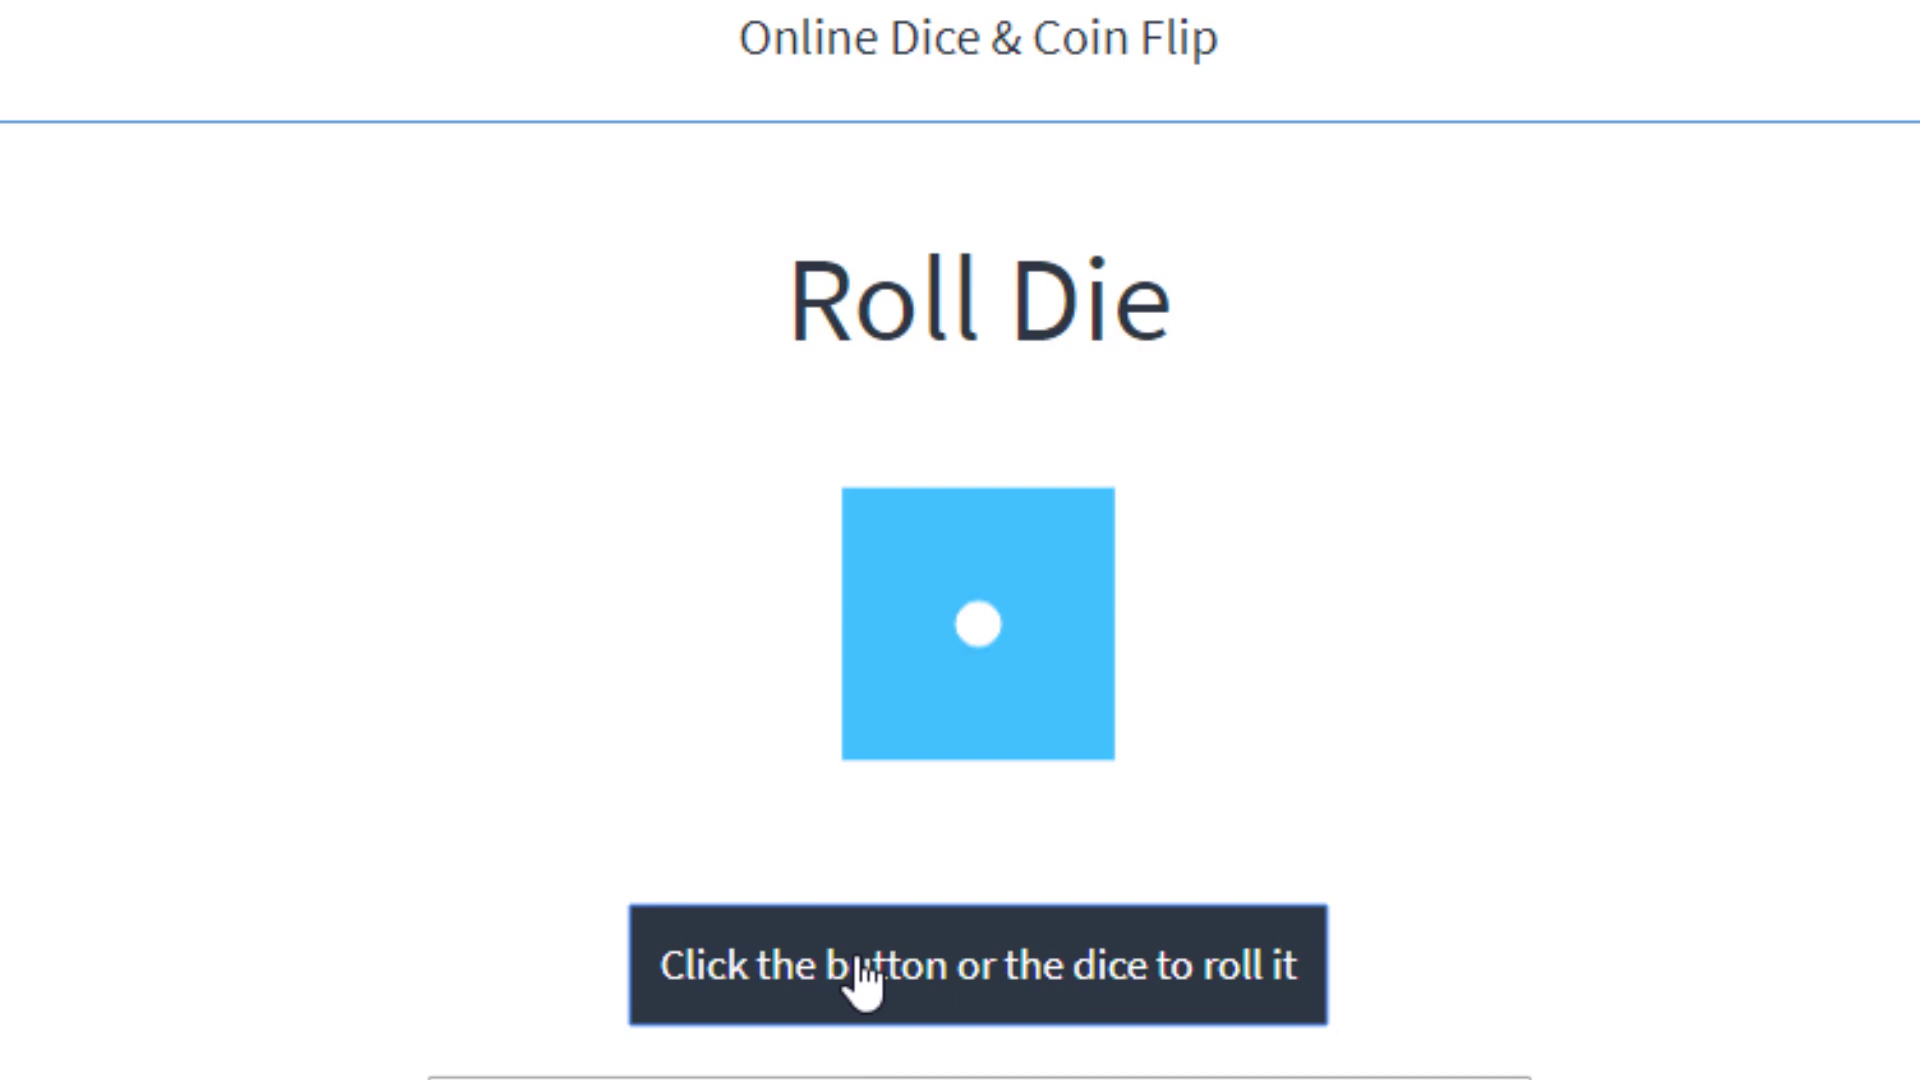 Online Dice & Coin Flip
Roll Die
Click the button or the dice to roll it